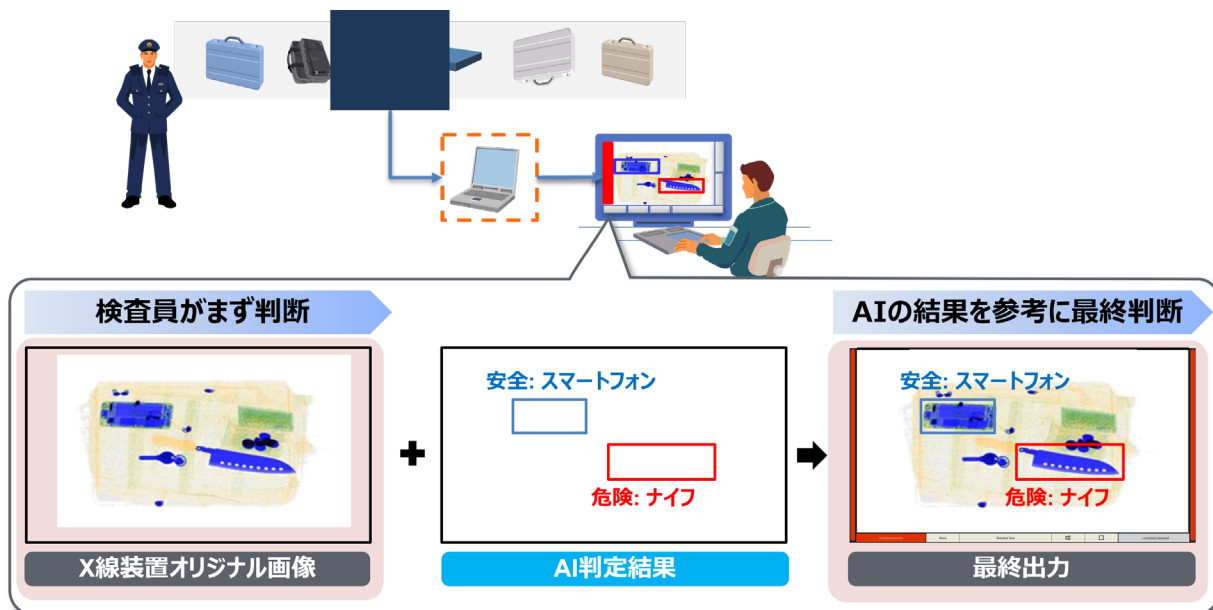 検査員がまず判断
AIの結果を参考に最終判断
安全: スマートフォン
危険: ナイフ
安全: スマートフォン
危険: ナイフ
X線装置オリジナル画像
AI判定結果
最終出力